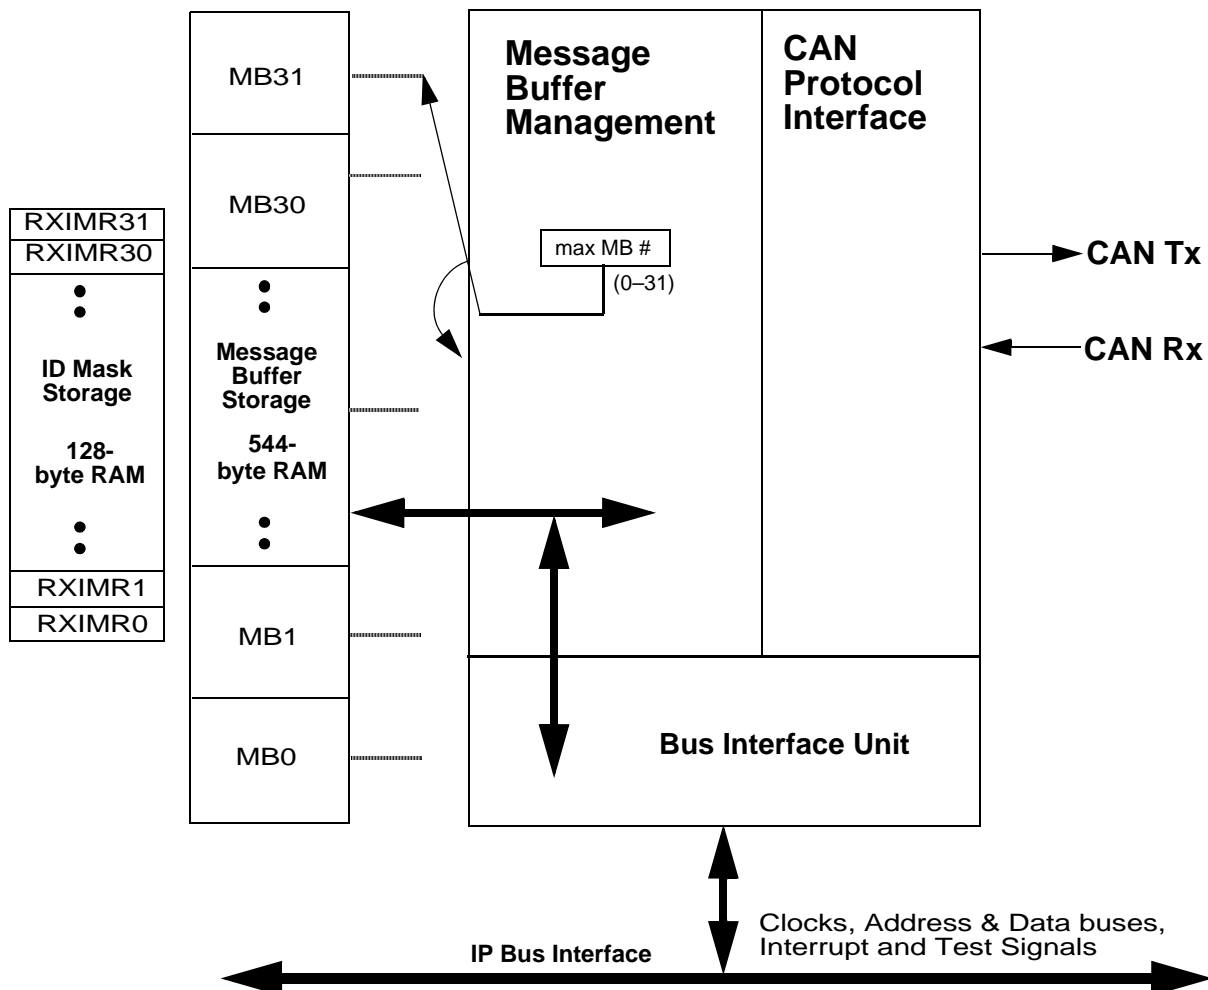 RXIMR31
RXIMR30
ID Mask
Storage
128-
byte RAM
RXIMR1
RXIMR0
MB31
MB30
Message
Buffer
Storage
544-
byte RAM
MB1
MB0
Message
Buffer
Management
max MB #
(0–31)
CAN
Protocol
Interface
CAN Tx
CAN Rx
Bus Interface Unit
Clocks, Address & Data buses,
Interrupt and Test Signals
IP Bus Interface